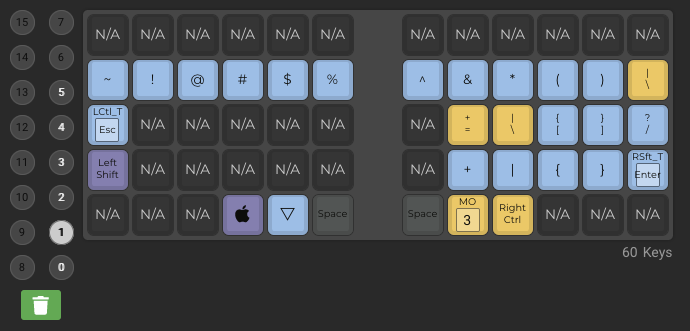 15 7 N/A N/A N/A N/A N/A N/A N/A N/A N/A N/A N/A N/A
14 6
~ ! @ # $ % ^ & * ( ) |
\
13 5
LCtl_T
Esc N/A N/A N/A N/A N/A N/A + | { } ?
= \ [ ] /
12 4
11 3
Left
Shift N/A N/A N/A N/A N/A N/A + | { } RSft_T
Enter
10 2
N/A N/A N/A ▽ Space Space MO
3 Right
Ctrl N/A N/A N/A
9 1
8 0
60 Keys